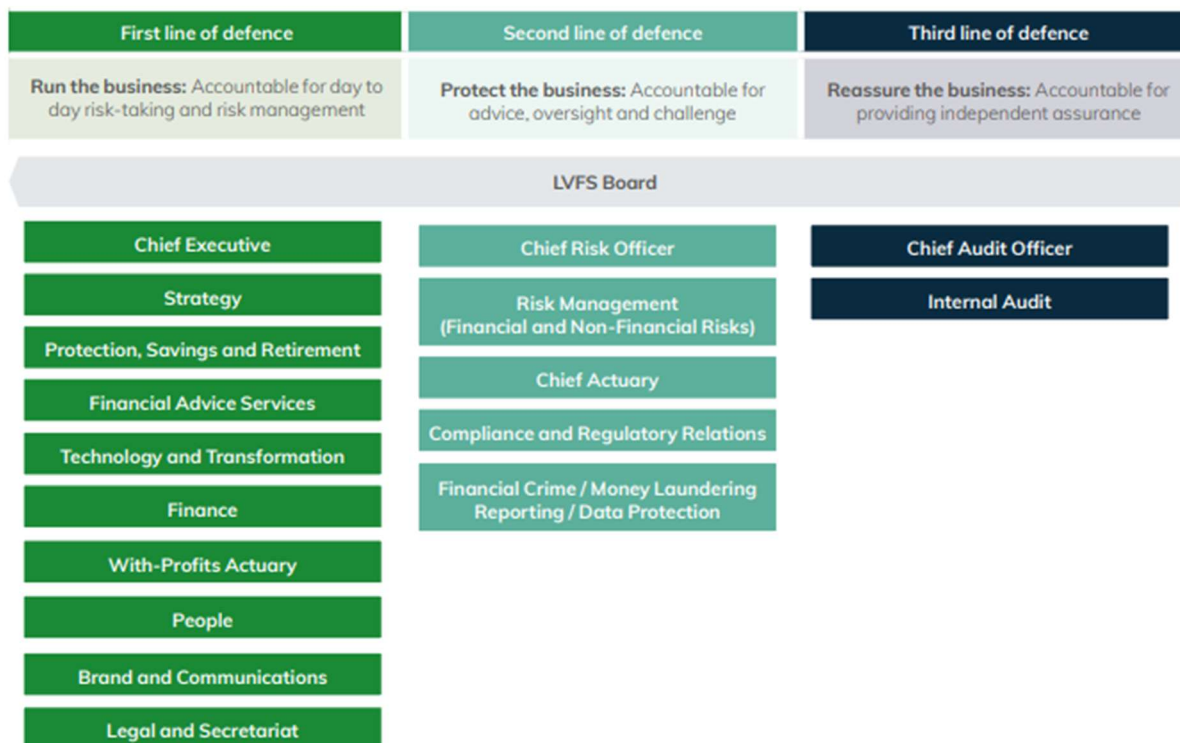 First line of defence
Second line of defence
Third line of defence
Run the business: Accountable for day to
day risk-taking and risk management
Protect the business: Accountable for
advice, oversight and challenge
Reassure the business: Accountable for
providing independent assurance
LVFS Board
Chief Executive
Strategy
Protection, Savings and Retirement
Financial Advice Services
Technology and Transformation
Finance
With-Profits Actuary
People
Brand and Communications
Legal and Secretariat
Chief Risk Officer
Risk Management
(Financial and Non-Financial Risks)
Chief Actuary
Compliance and Regulatory Relations
Financial Crime / Money Laundering
Reporting / Data Protection
Chief Audit Officer
Internal Audit